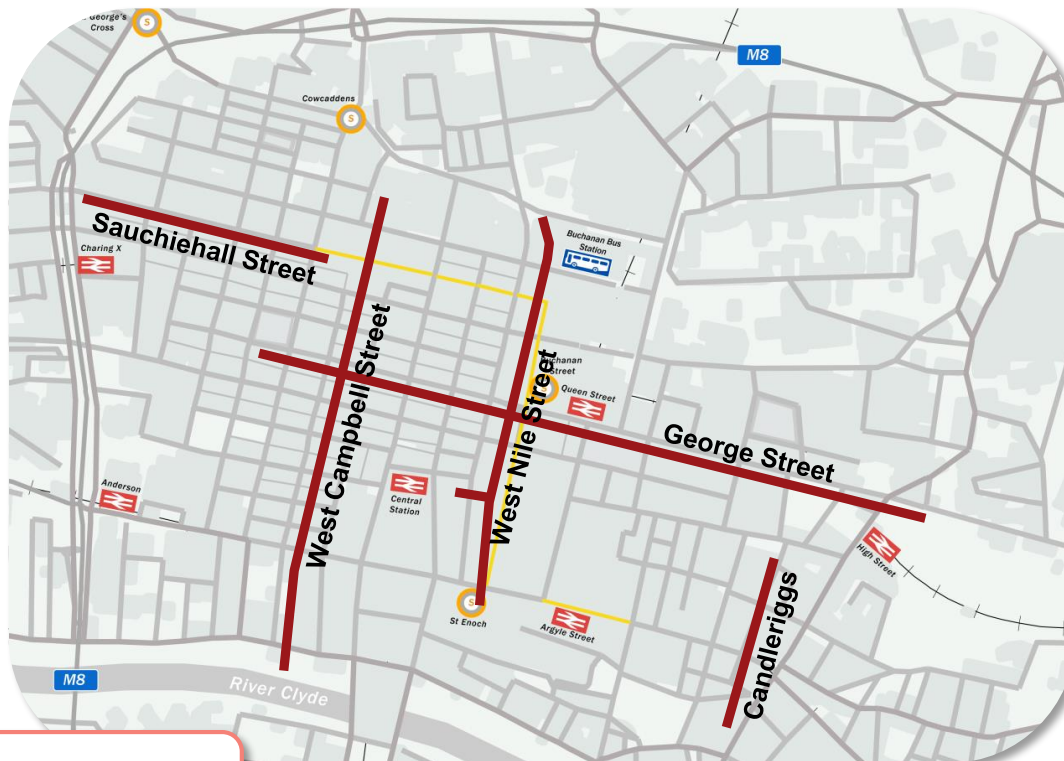 George's
Cross
S
M8
Cowcaddens
S
Sauchiehall Street
Charing X
Buchanan Bus
Station
West Campbell Street
West Nile Street
Buchanan
Street
Queen Street
George Street
Anderson
Central
Station
High Street
Candleriggs
S
St Enoch
Argyle Street
M8
River Clyde